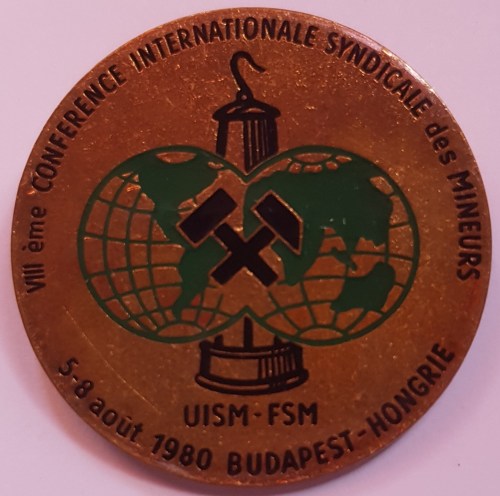 VIII ème CONFERENCE INTERNATIONALE SYNDICALE des MINEURS
UISM-FSM
5-8 août 1980 BUDAPEST-HONGRIE